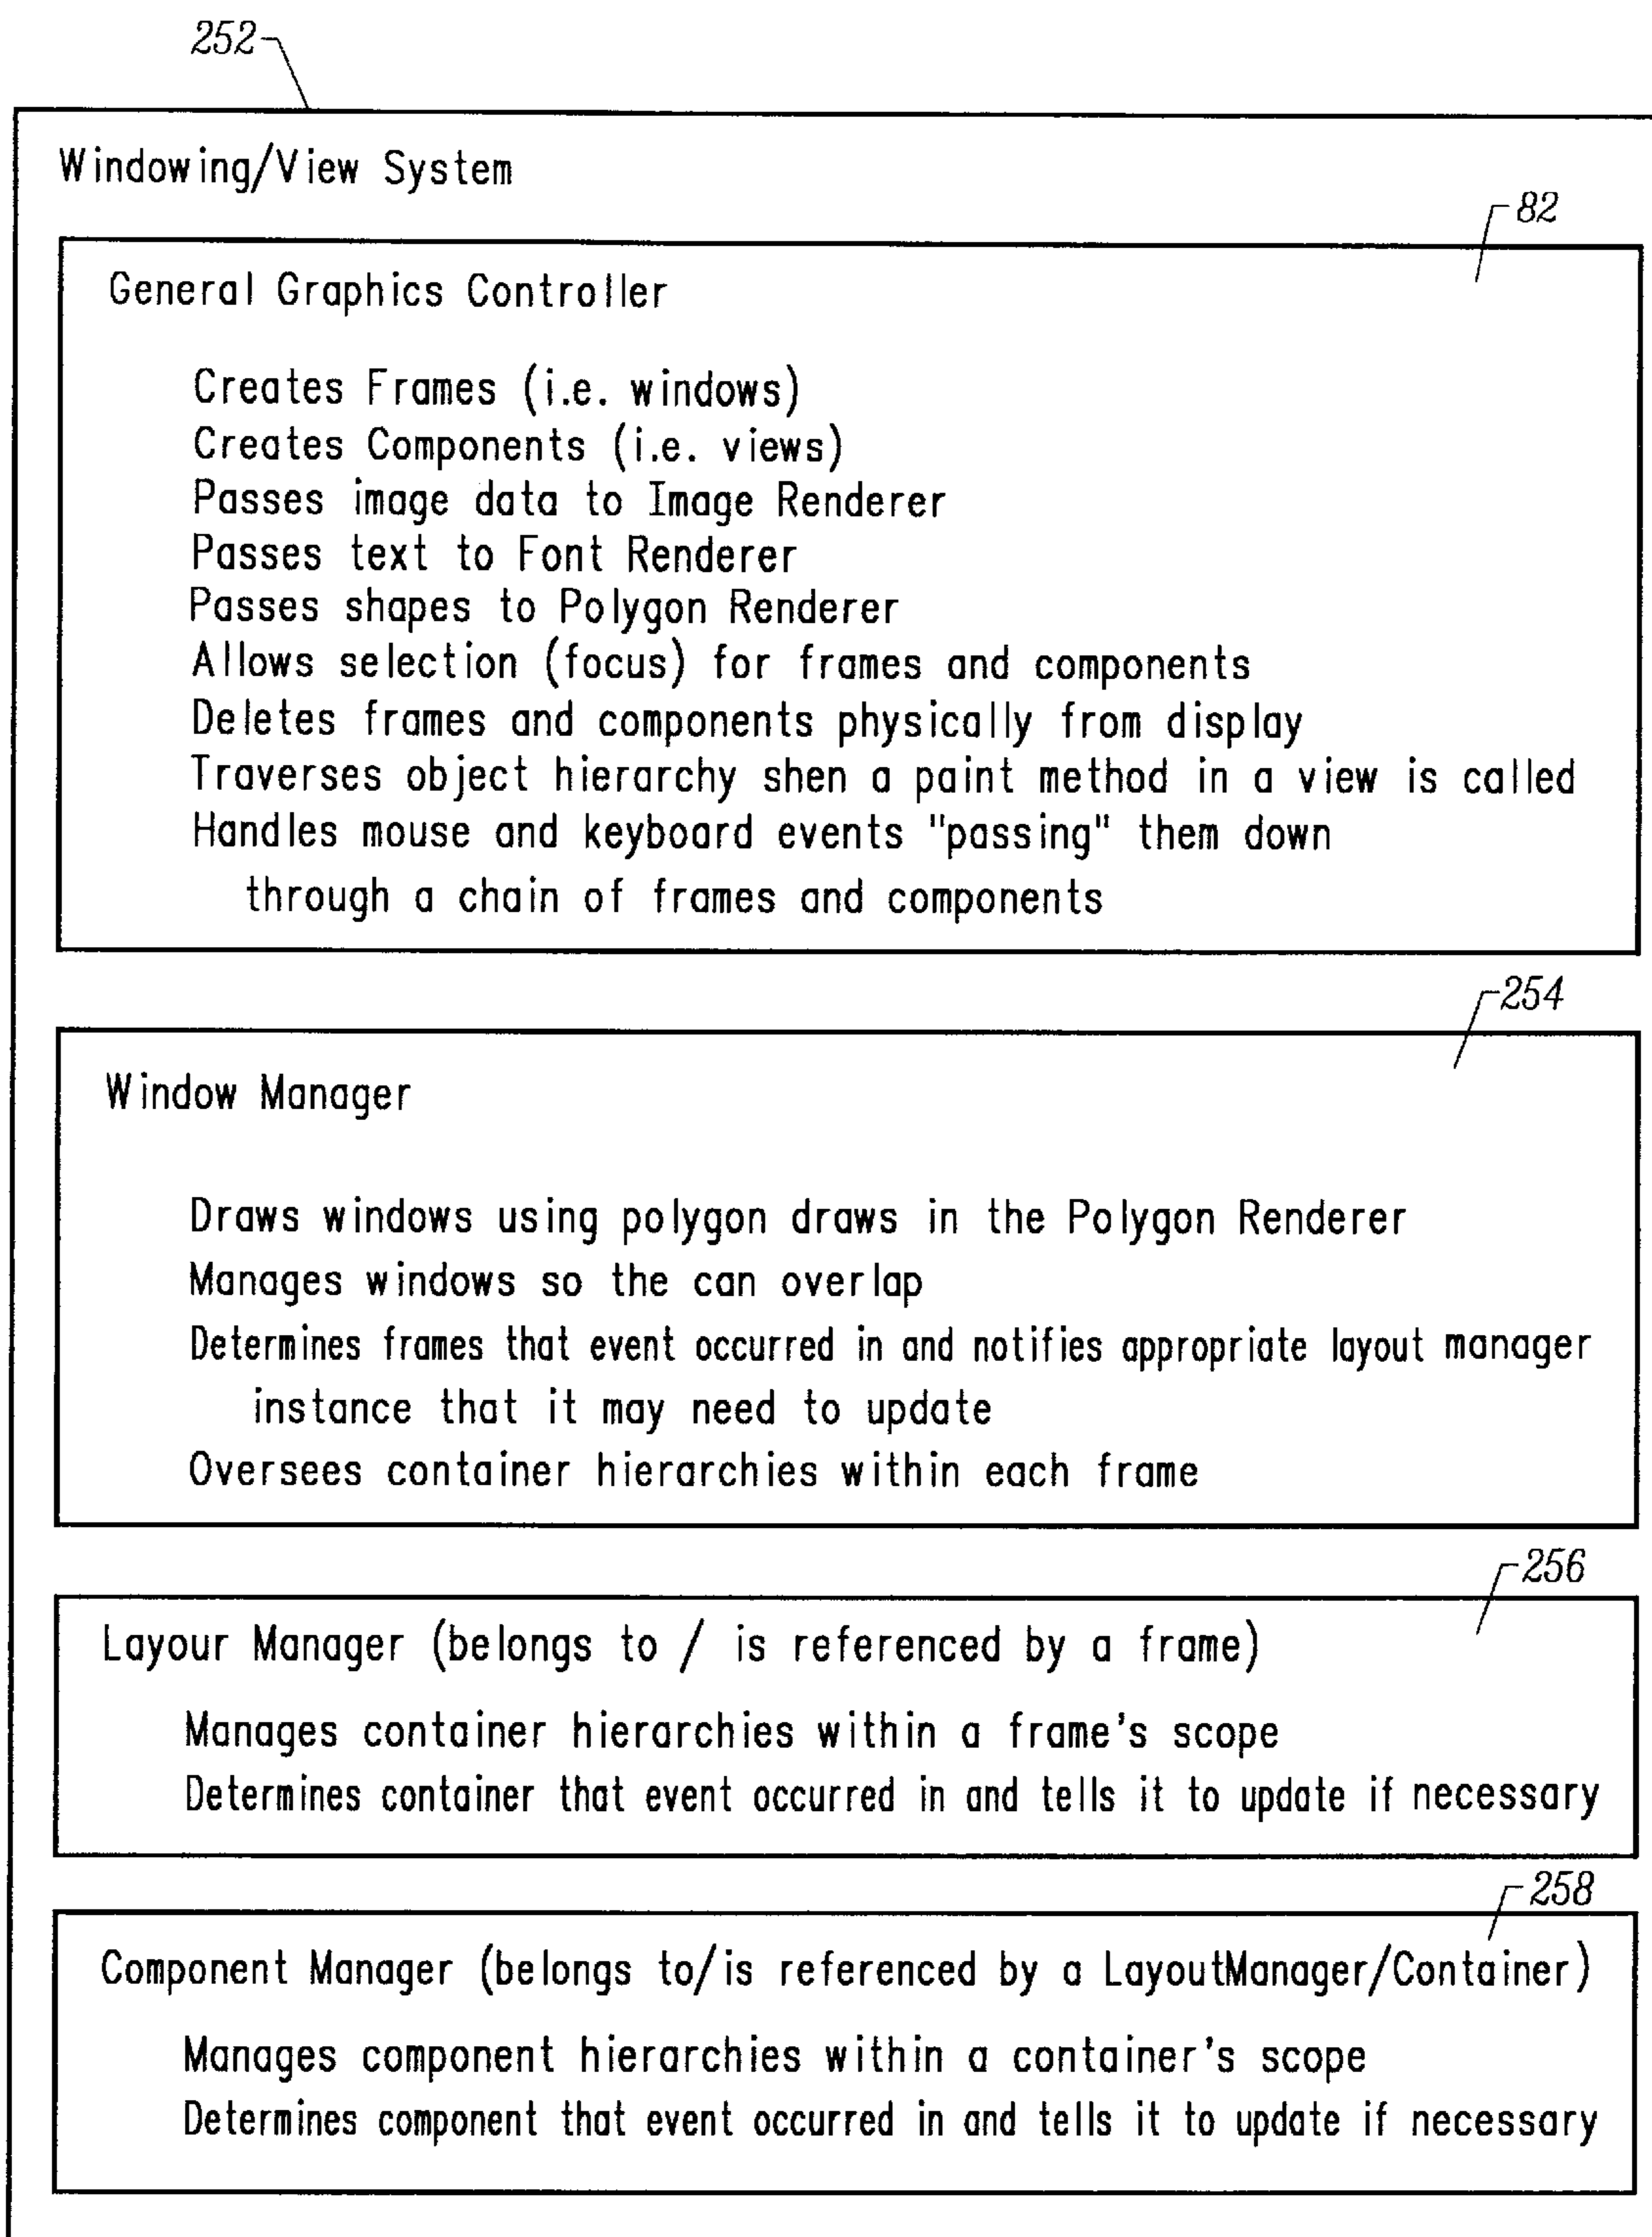 252
Windowing/View System
82
General Graphics Controller
Creates Frames (i.e. windows)
Creates Components (i.e. views)
Passes image data to Image Renderer
Passes text to Font Renderer
Passes shapes to Polygon Renderer
Allows selection (focus) for frames and components
Deletes frames and components physically from display
Traverses object hierarchy shen a paint method in a view is called
Handles mouse and keyboard events "passing" them down
through a chain of frames and components
254
Window Manager
Draws windows using polygon draws in the Polygon Renderer
Manages windows so the can overlap
Determines frames that event occurred in and notifies appropriate layout manager
instance that it may need to update
Oversees container hierarchies within each frame
256
Layour Manager (belongs to / is referenced by a frame)
Manages container hierarchies within a frame's scope
Determines container that event occurred in and tells it to update if necessary
258
Component Manager (belongs to/is referenced by a LayoutManager/Container)
Manages component hierarchies within a container's scope
Determines component that event occurred in and tells it to update if necessary